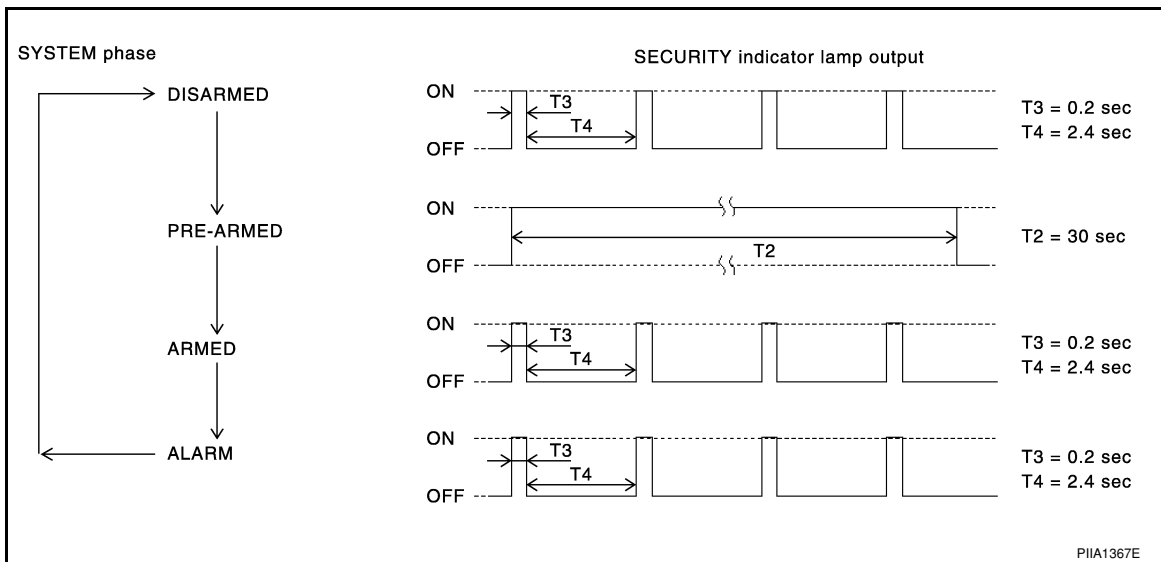 SYSTEM phase
SECURITY indicator lamp output
DISARMED
ON
T3
T4
OFF
T3 = 0.2 sec
T4 = 2.4 sec
PRE-ARMED
ON
T2
OFF
T2 = 30 sec
ARMED
ON
T3
T4
OFF
T3 = 0.2 sec
T4 = 2.4 sec
ALARM
ON
T3
T4
OFF
T3 = 0.2 sec
T4 = 2.4 sec
PIIA1367E